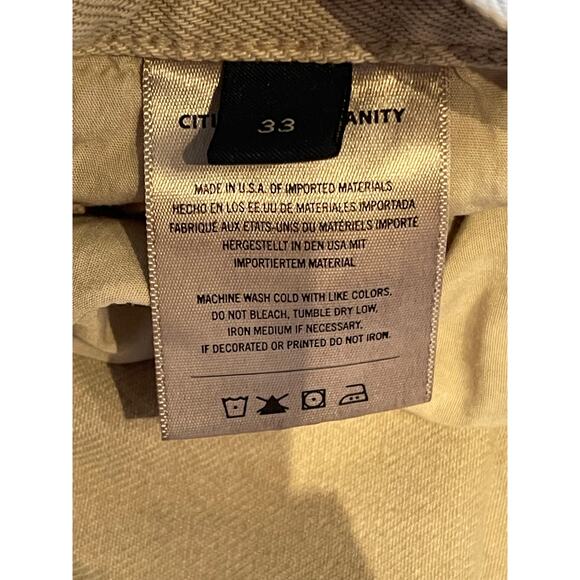 CITI ANITY
33
MADE IN U.S.A. OF IMPORTED MATERIALS
HECHO EN LOS EE.UU DE MATERIALES IMPORTADA
FABRIQUÉ AUX ETATS-UNIS DU MATERIELS IMPORTE
HERGESTELLT IN DEN USA MIT
IMPORTIERTEM MATERIAL
MACHINE WASH COLD WITH LIKE COLORS.
DO NOT BLEACH, TUMBLE DRY LOW,
IRON MEDIUM IF NECESSARY.
IF DECORATED OR PRINTED DO NOT IRON.